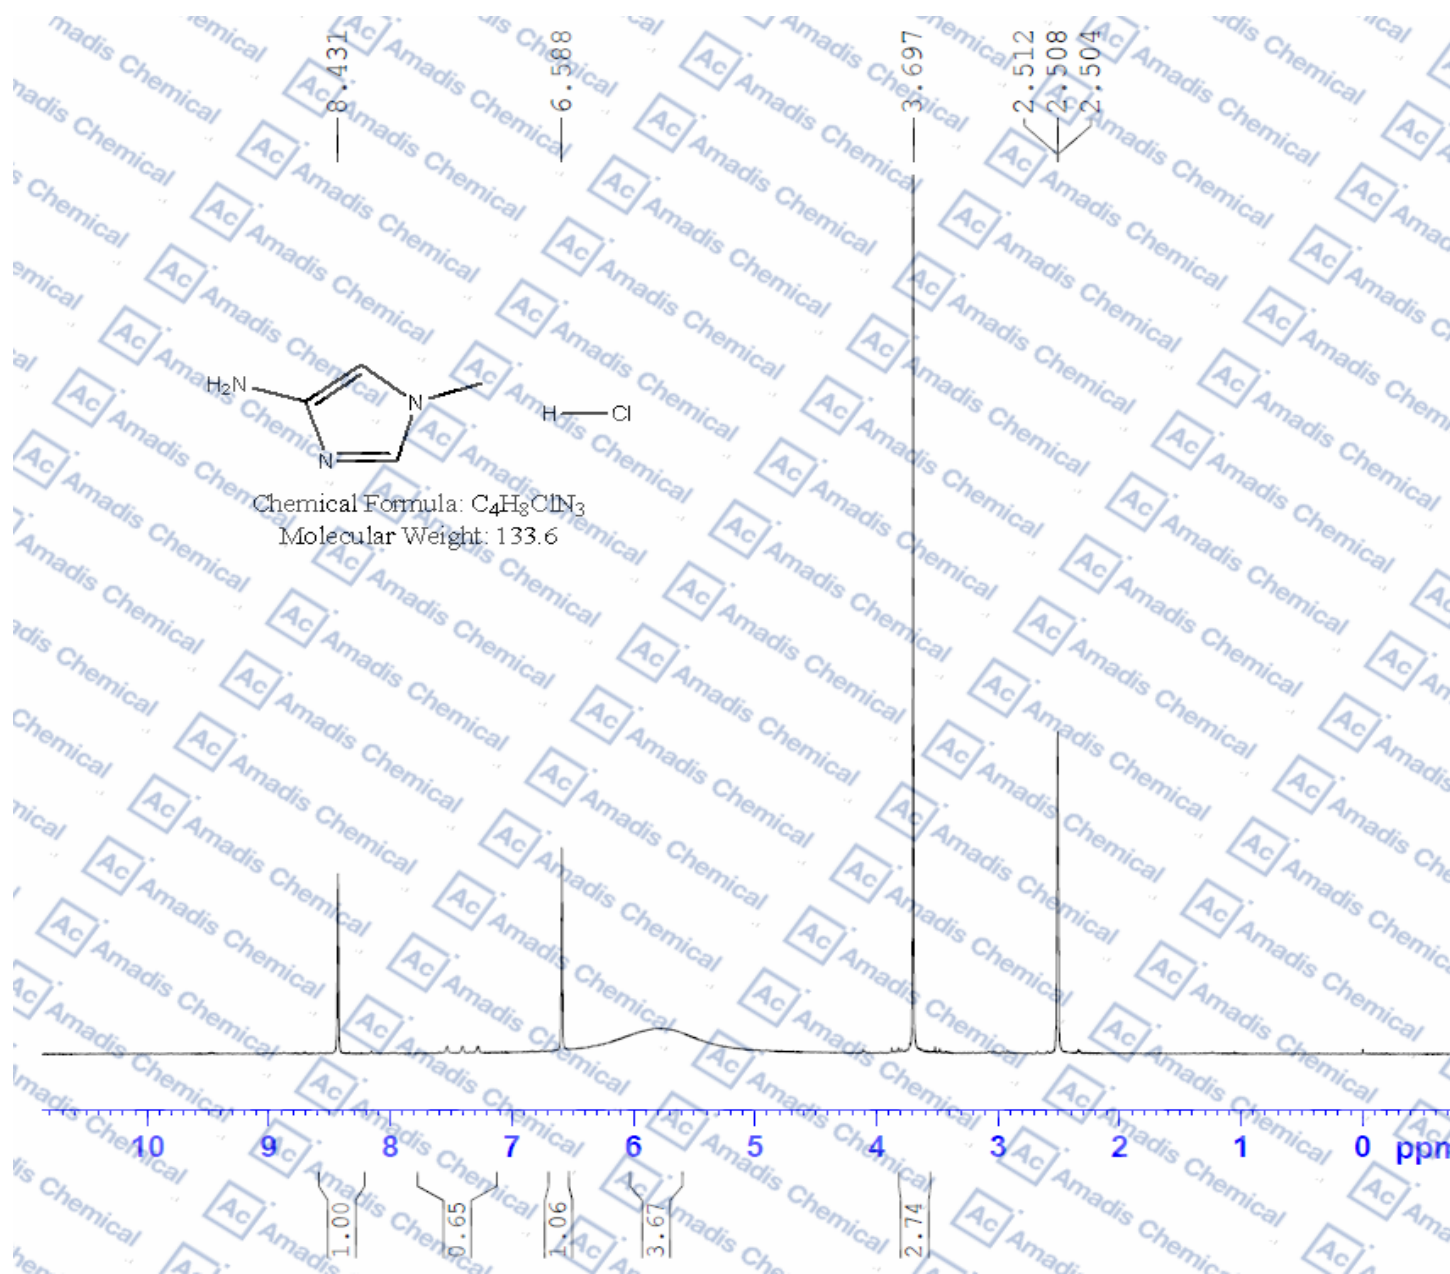 8.431
6.588
3.697
2.512
2.508
2.504
H₂N
N
N
H
Cl
Chemical Formula: C₄H₈ClN₃
Molecular Weight: 133.6
10 9 8 7 6 5 4 3 2 1 0 ppm
1.00
0.65
1.06
3.67
2.74
Ac Amadis Chemical